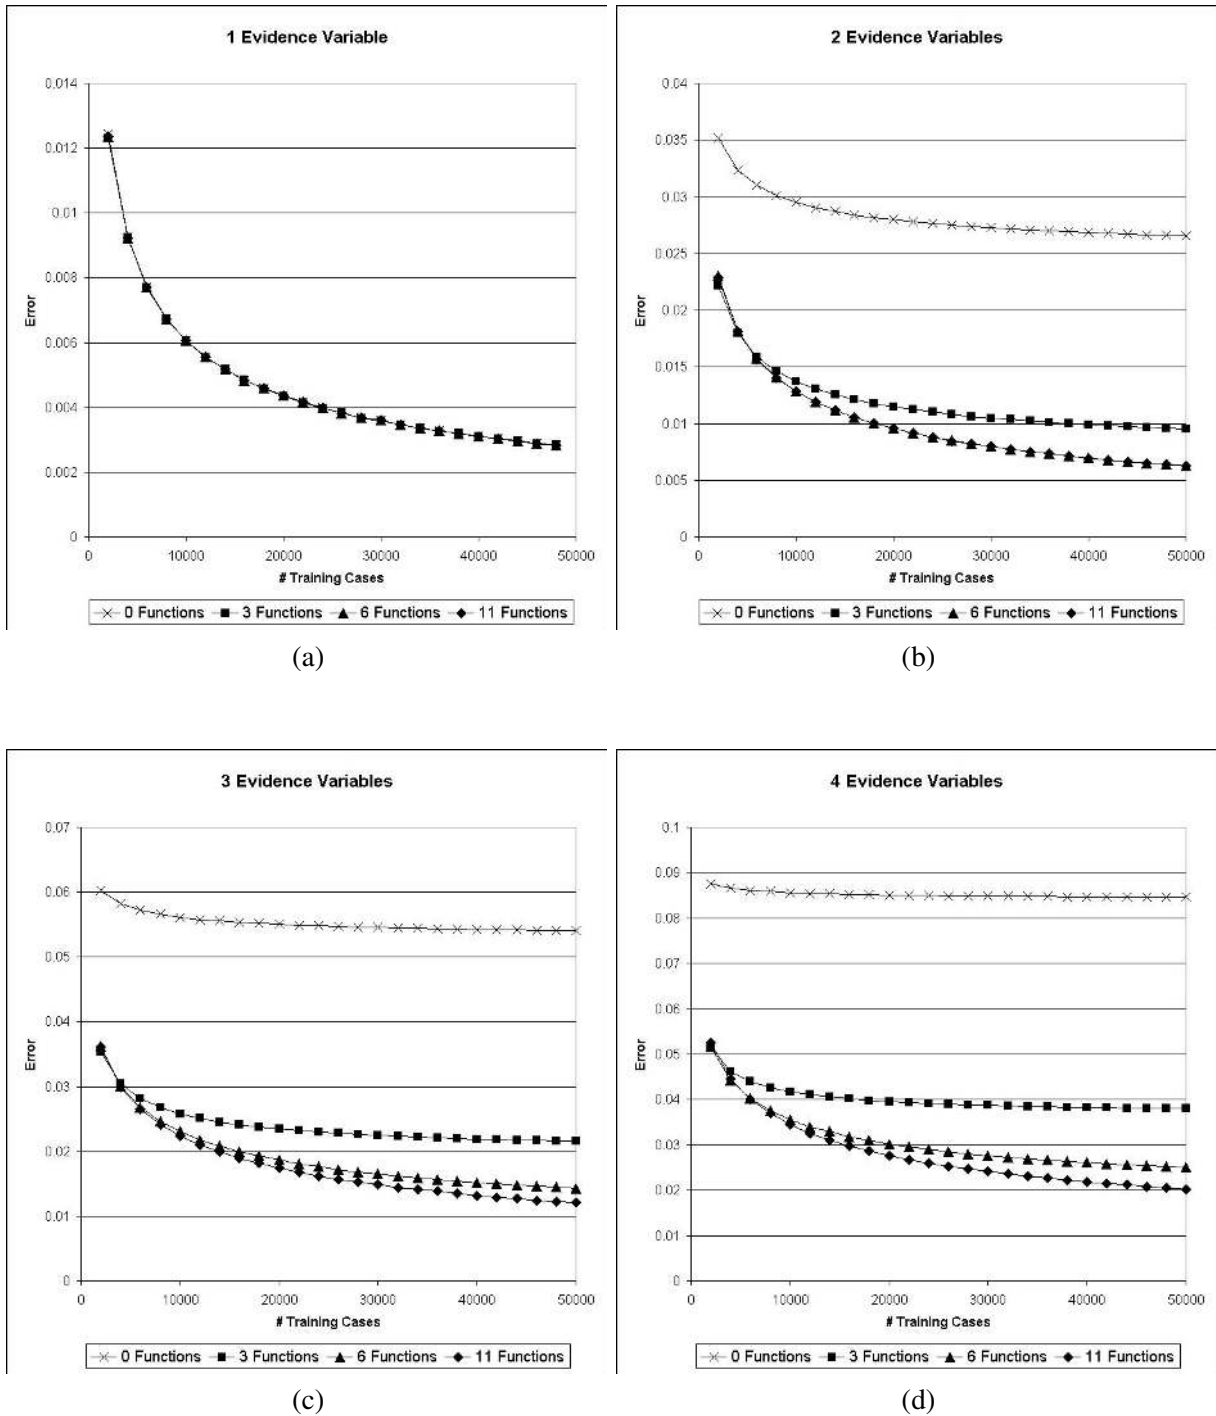 1 Evidence Variable
0.014
0.012
0.01
0.008
0.006
0.004
0.002
0
Error
0 10000 20000 30000 40000 50000
# Training Cases
0 Functions 3 Functions 6 Functions 11 Functions
(a)
2 Evidence Variables
0.04
0.035
0.03
0.025
0.02
0.015
0.01
0.005
0
Error
0 10000 20000 30000 40000 50000
# Training Cases
0 Functions 3 Functions 6 Functions 11 Functions
(b)
3 Evidence Variables
0.07
0.06
0.05
0.04
0.03
0.02
0.01
0
Error
0 10000 20000 30000 40000 50000
# Training Cases
0 Functions 3 Functions 6 Functions 11 Functions
(c)
4 Evidence Variables
0.1
0.09
0.08
0.07
0.06
0.05
0.04
0.03
0.02
0.01
0
Error
0 10000 20000 30000 40000 50000
# Training Cases
0 Functions 3 Functions 6 Functions 11 Functions
(d)